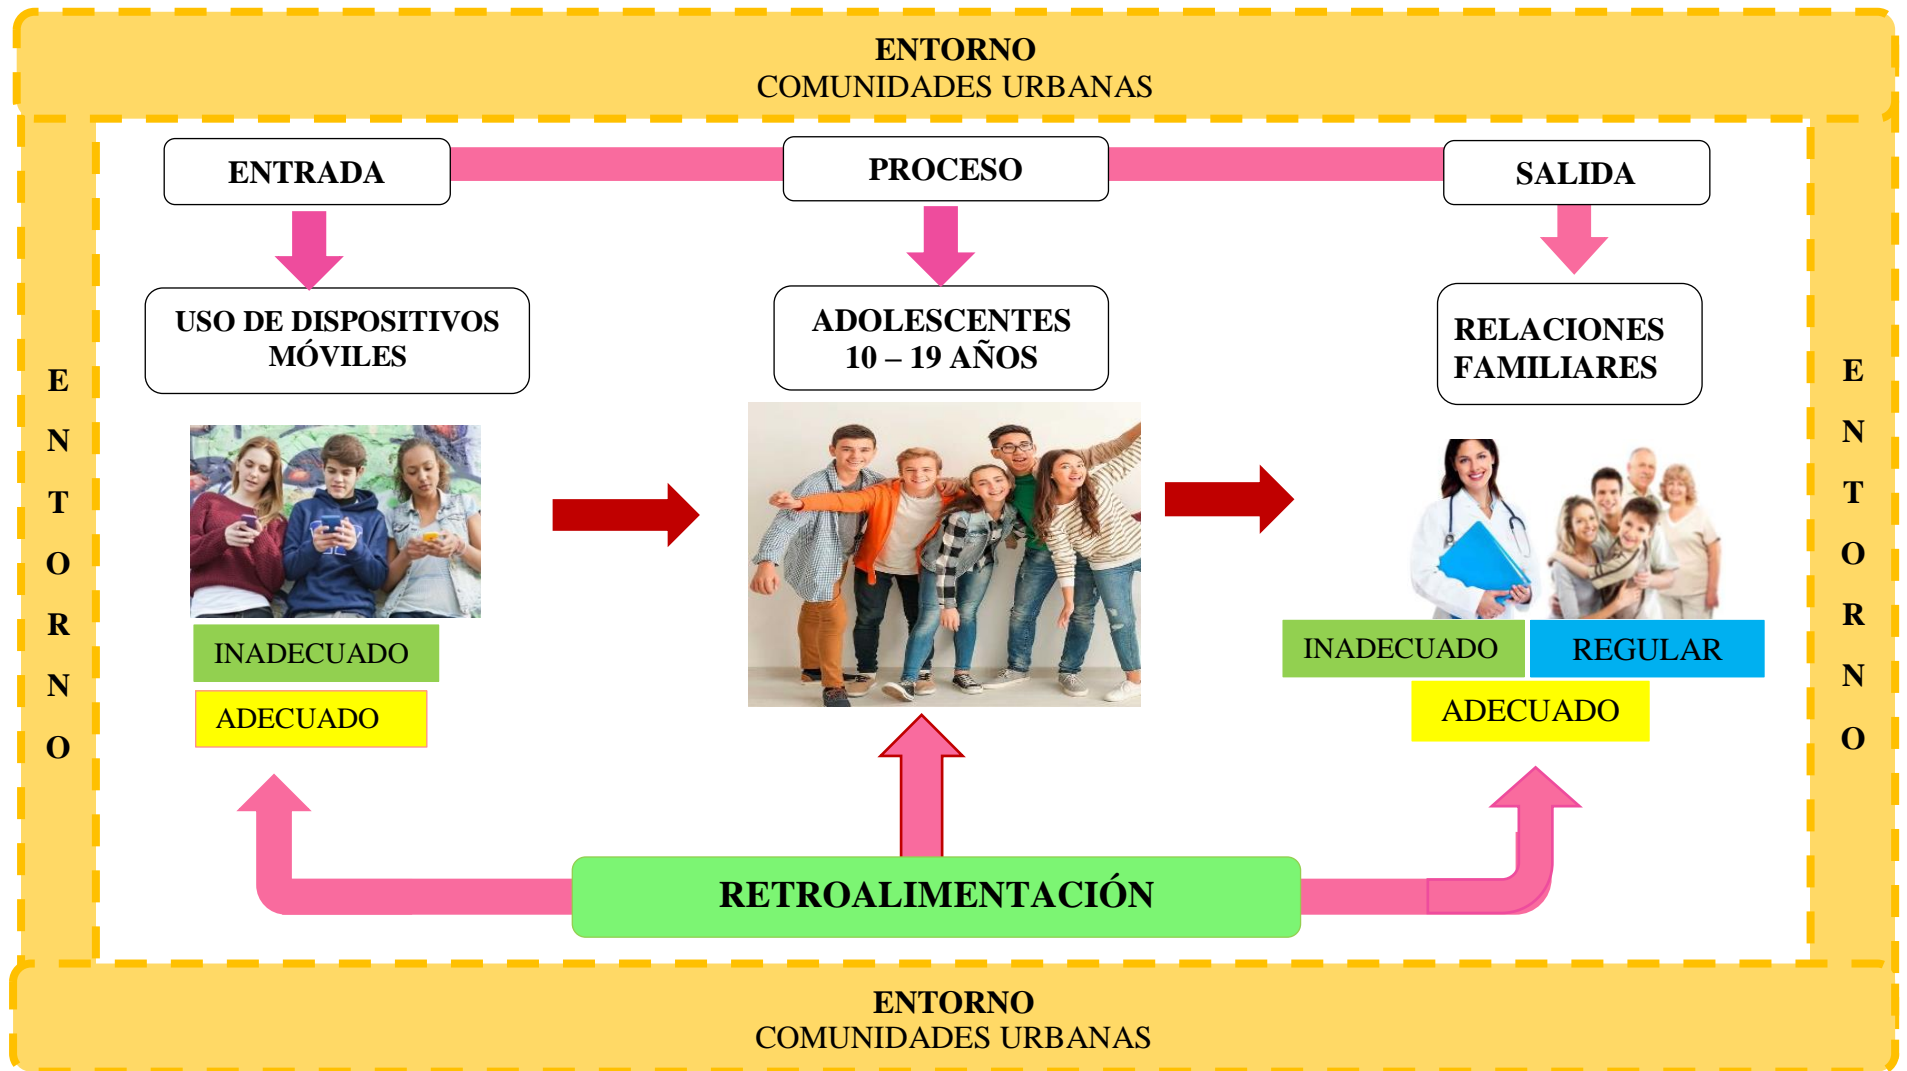 ENTORNO
COMUNIDADES URBANAS
ENTRADA
PROCESO
SALIDA
USO DE DISPOSITIVOS
MÓVILES
ADOLESCENTES
10 – 19 AÑOS
RELACIONES
FAMILIARES
E
N
T
O
R
N
O
E
N
T
O
R
N
O
INADECUADO
ADECUADO
INADECUADO
REGULAR
ADECUADO
RETROALIMENTACIÓN
ENTORNO
COMUNIDADES URBANAS